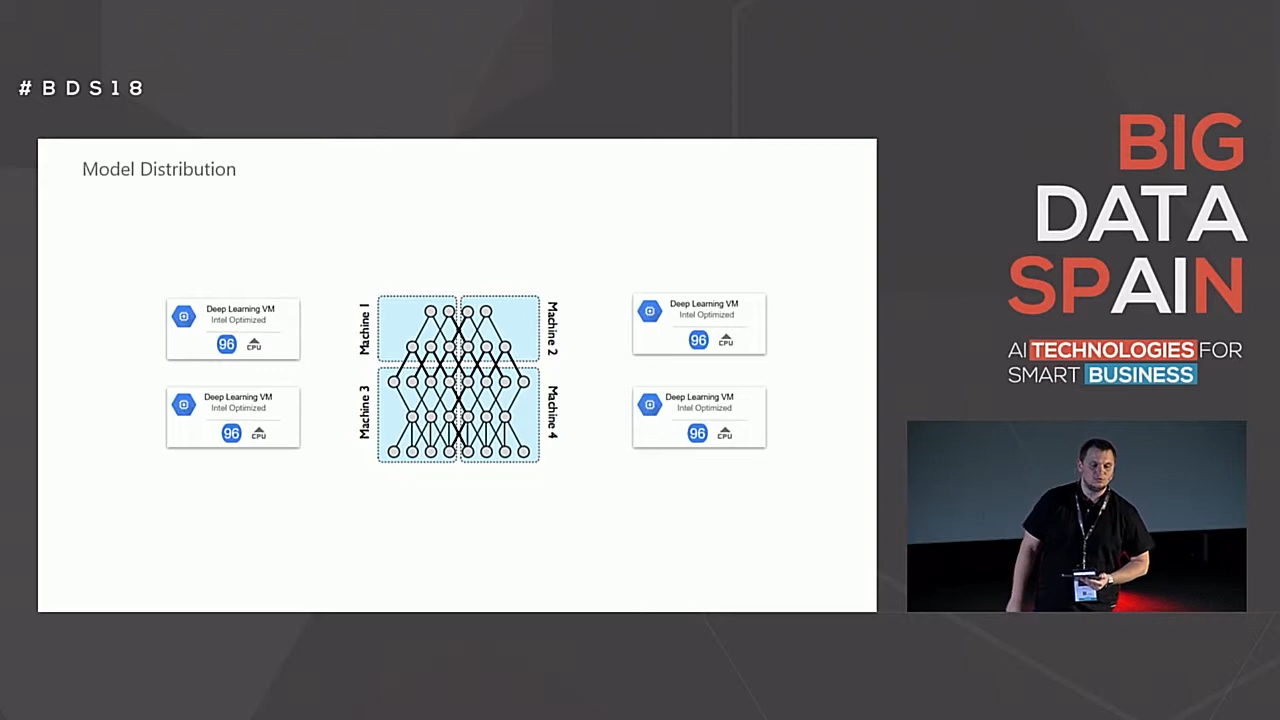 #BDS18
Model Distribution
Deep Learning VM
Intel Optimized
96 CPU
Deep Learning VM
Intel Optimized
96 CPU
Machine 1
Machine 3
Machine 2
Machine 4
Deep Learning VM
Intel Optimized
96 CPU
Deep Learning VM
Intel Optimized
96 CPU
BIG
DATA
SPAIN
AI TECHNOLOGIES FOR
SMART BUSINESS